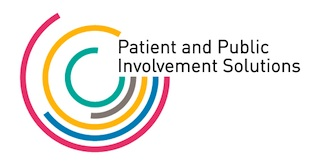 Patient and Public
Involvement Solutions